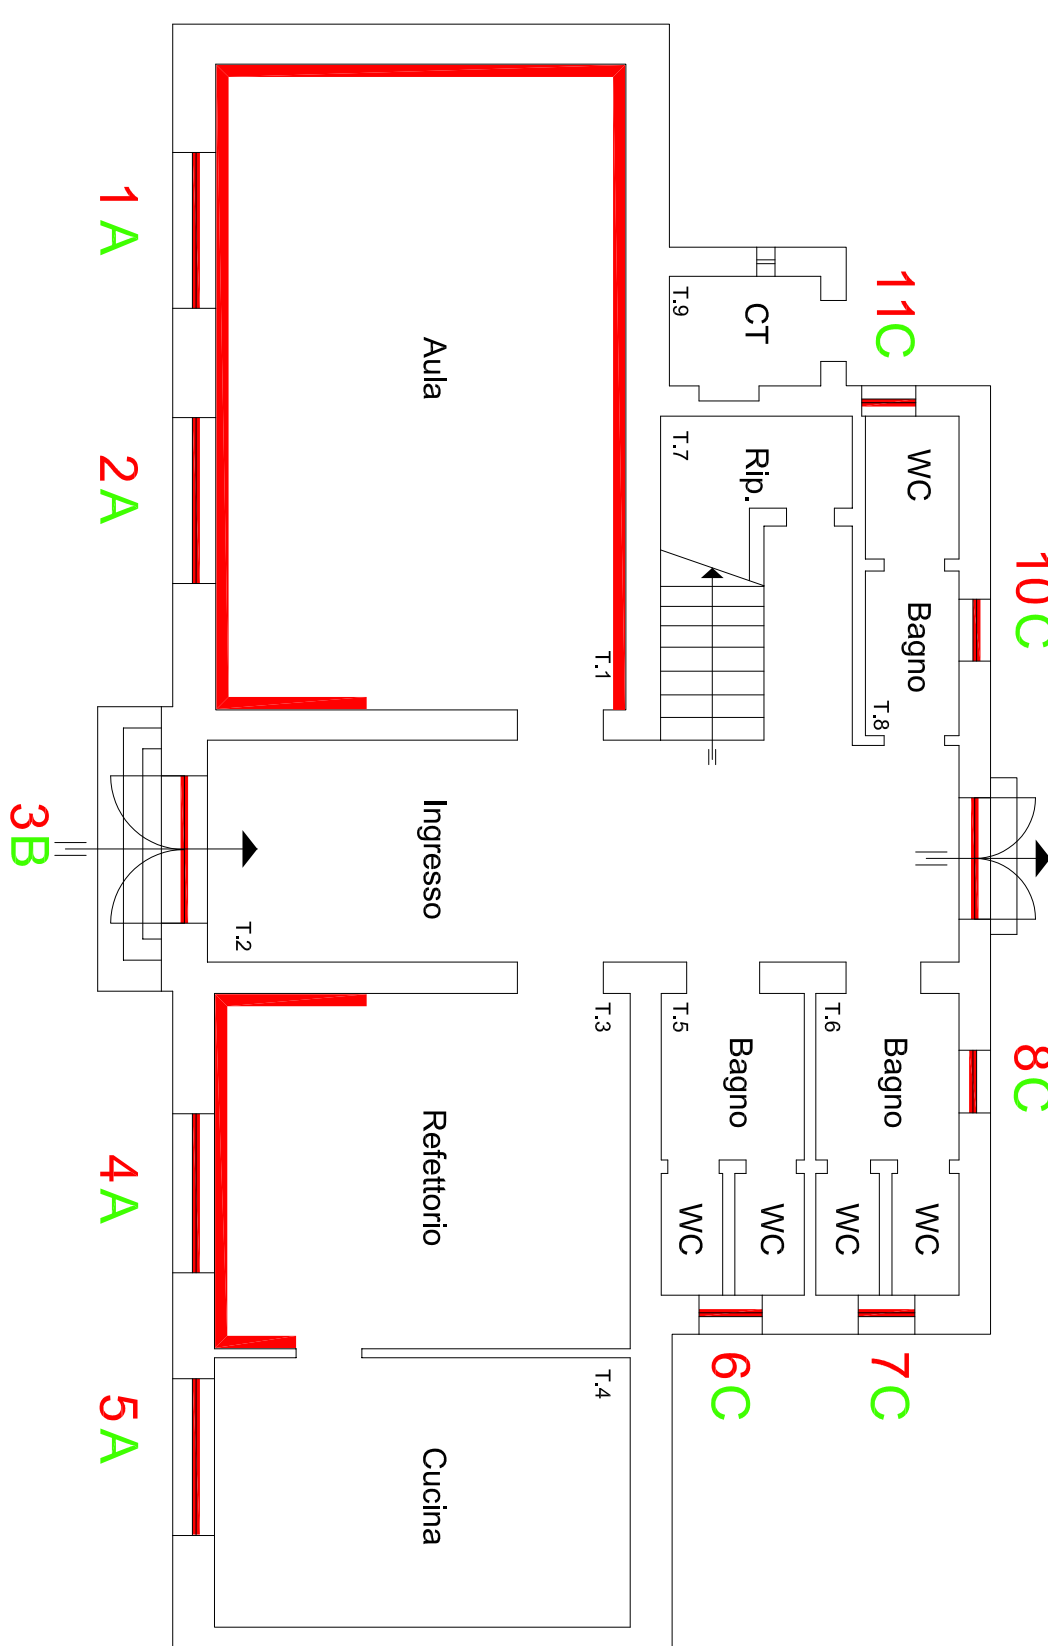 10C
8C
11C
WC
Bagno
T.8
Bagno
T.6
WC
WC
7C
CT
T.9
Rip.
T.7
Bagno
T.5
WC
WC
6C
T.1
T.3
T.4
Aula
Ingresso
Refettorio
Cucina
T.2
1A
2A
4A
5A
3B